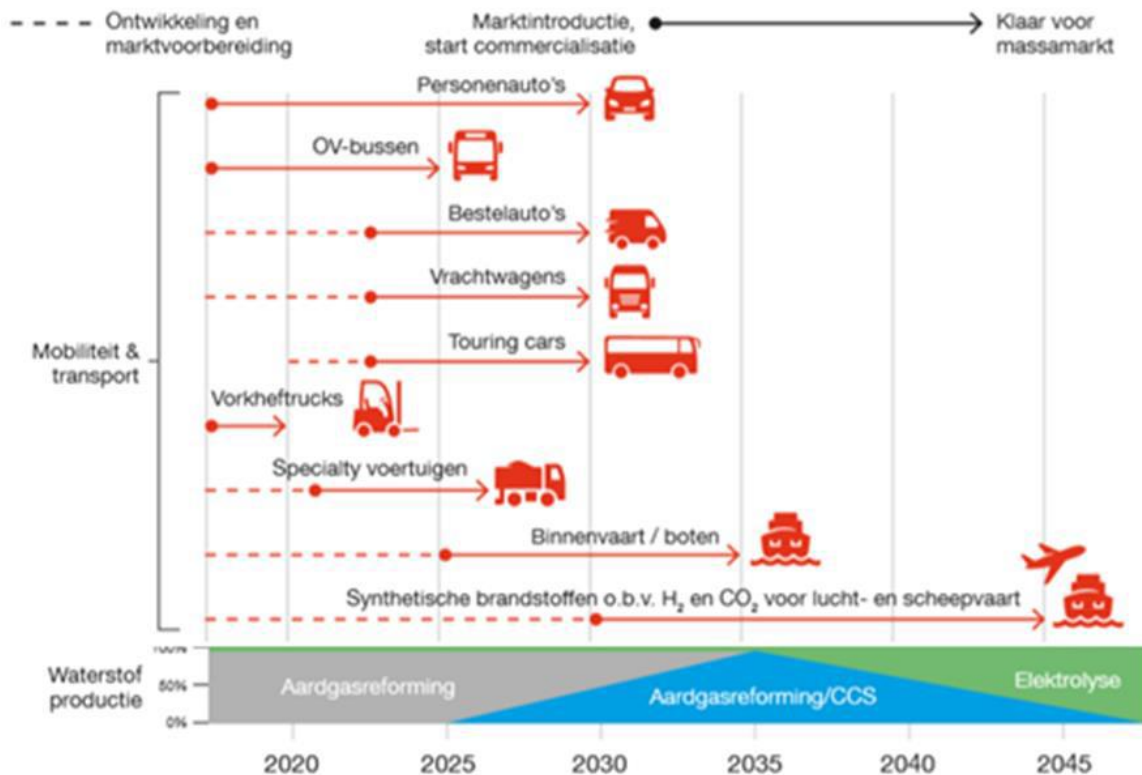 Ontwikkeling en
marktvoorbereiding
Marktintroductie,
start commercialisatie
Klaar voor
massamarkt
Personenauto's
OV-bussen
Bestelauto's
Vrachtwagens
Touring cars
Mobiliteit &
transport
Vorkheftrucks
Specialty voertuigen
Binnenvaart / boten
Synthetische brandstoffen o.b.v. H₂ en CO₂ voor lucht- en scheepvaart
Waterstof
productie
100%
50%
0%
Aardgasreforming
Aardgasreforming/CCS
Elektrolyse
2020 2025 2030 2035 2040 2045